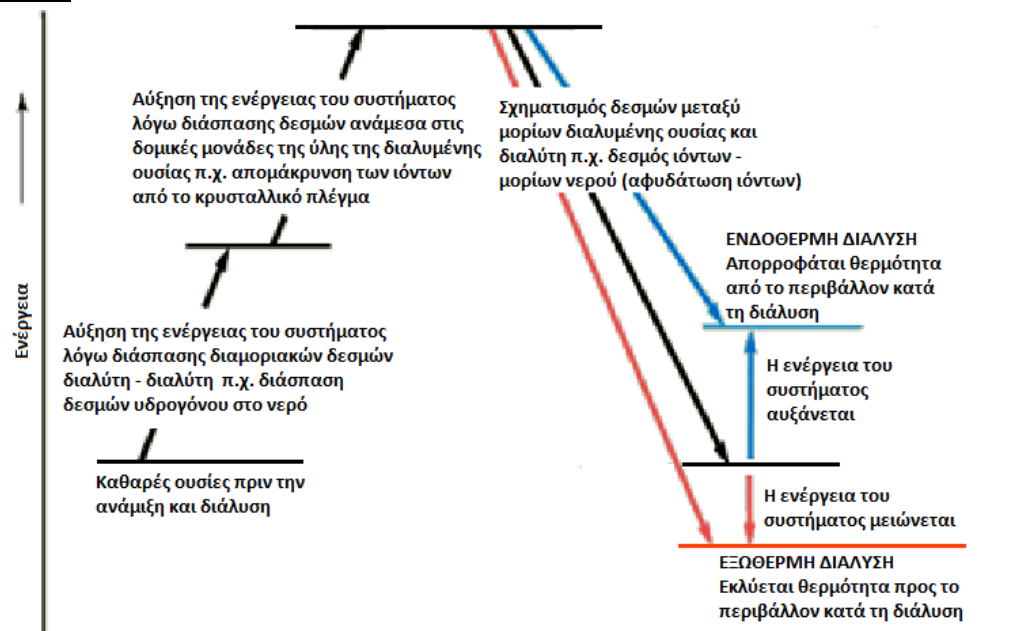 Ενέργεια
Αύξηση της ενέργειας του συστήματος
λόγω διάσπασης δεσμών ανάμεσα στις
δομικές μονάδες της ύλης της διαλυμένης
ουσίας π.χ. απομάκρυνση των ιόντων
από το κρυσταλλικό πλέγμα
Αύξηση της ενέργειας του συστήματος
λόγω διάσπασης διαμοριακών δεσμών
διαλύτη - διαλύτη π.χ. διάσπαση
δεσμών υδρογόνου στο νερό
Καθαρές ουσίες πριν την
ανάμιξη και διάλυση
Σχηματισμός δεσμών μεταξύ
μορίων διαλυμένης ουσίας και
διαλύτη π.χ. δεσμός ιόντων -
μορίων νερού (αφυδάτωση ιόντων)
ΕΝΔΟΘΕΡΜΗ ΔΙΑΛΥΣΗ
Απορροφάται θερμότητα
από το περιβάλλον κατά
τη διάλυση
Η ενέργεια του
συστήματος
αυξάνεται
Η ενέργεια του
συστήματος μειώνεται
ΕΞΩΘΕΡΜΗ ΔΙΑΛΥΣΗ
Εκλύεται θερμότητα προς το
περιβάλλον κατά τη διάλυση